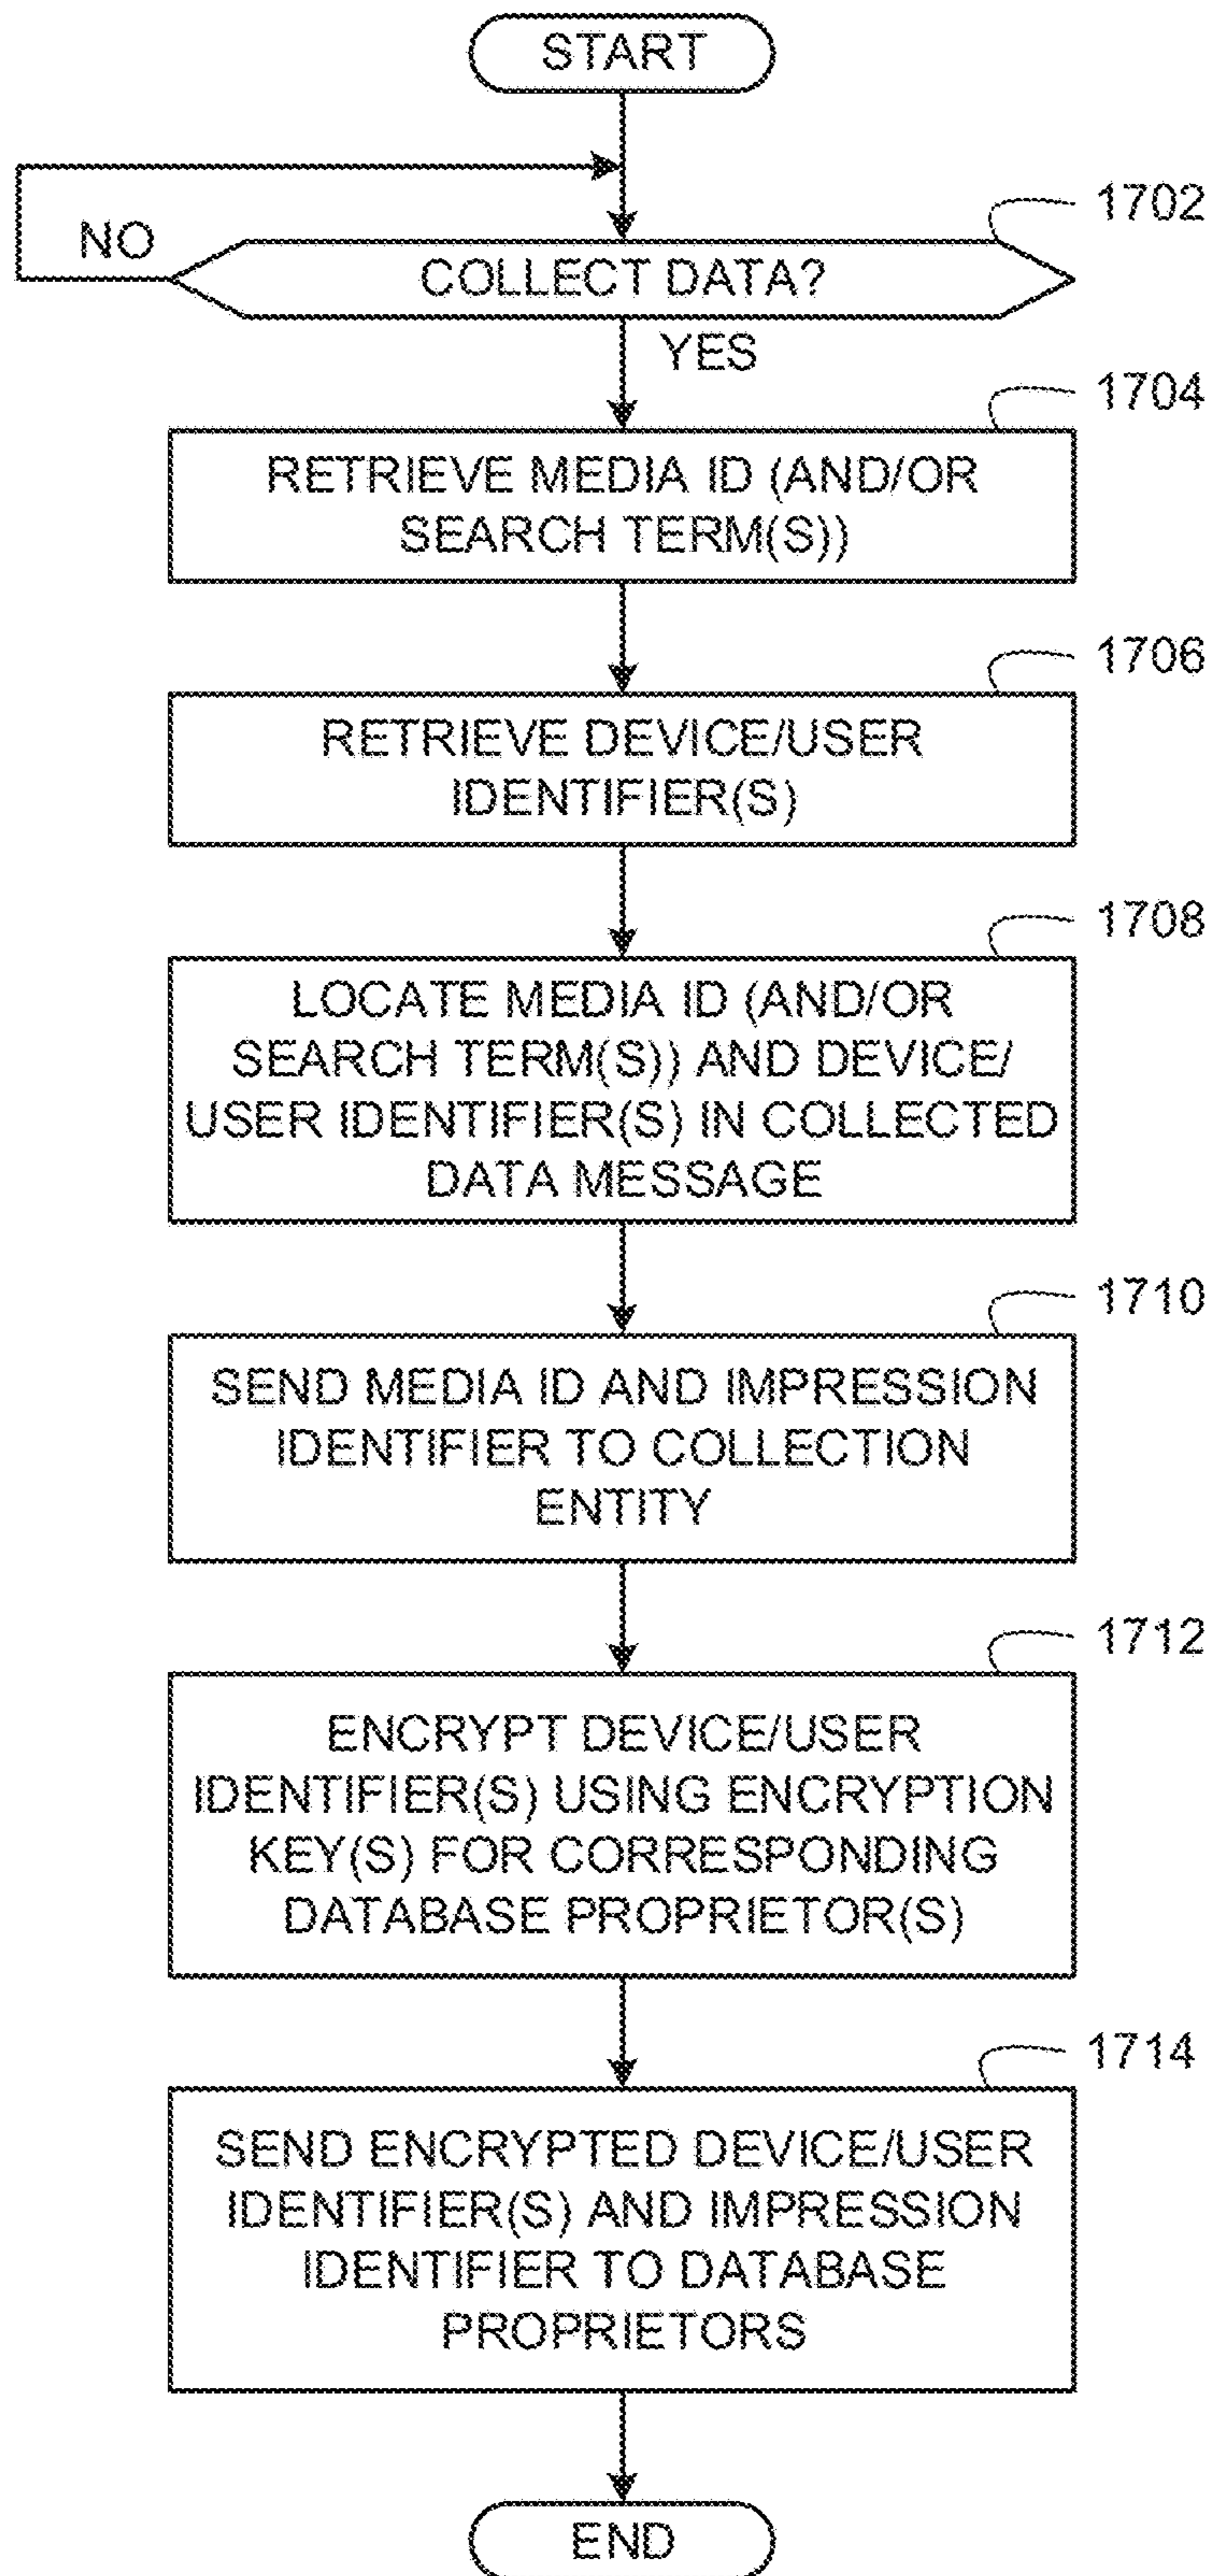 START
1702
NO
COLLECT DATA?
YES
1704
RETRIEVE MEDIA ID (AND/OR
SEARCH TERM(S))
1706
RETRIEVE DEVICE/USER
IDENTIFIER(S)
1708
LOCATE MEDIA ID (AND/OR
SEARCH TERM(S)) AND DEVICE/
USER IDENTIFIER(S) IN COLLECTED
DATA MESSAGE
1710
SEND MEDIA ID AND IMPRESSION
IDENTIFIER TO COLLECTION
ENTITY
1712
ENCRYPT DEVICE/USER
IDENTIFIER(S) USING ENCRYPTION
KEY(S) FOR CORRESPONDING
DATABASE PROPRIETOR(S)
1714
SEND ENCRYPTED DEVICE/USER
IDENTIFIER(S) AND IMPRESSION
IDENTIFIER TO DATABASE
PROPRIETORS
END